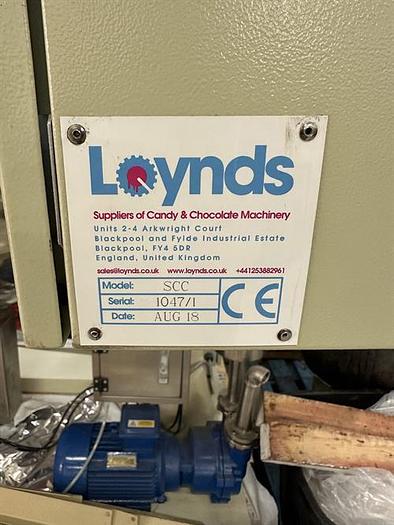 Loynds
Suppliers of Candy & Chocolate Machinery
Units 2-4 Arkwright Court
Blackpool and Fylde Industrial Estate
Blackpool, FY4 5DR
England, United Kingdom
sales@loynds.co.uk www.loynds.co.uk +441253882961
Model: SCC
Serial: 1047/1
Date: AUG 18
CE